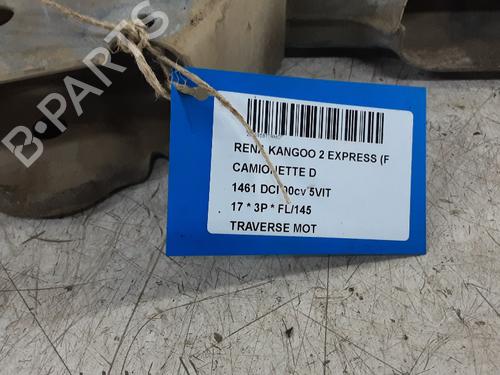 B-PARTS
RENA KANGOO 2 EXPRESS (F
CAMIONETTE D
1461 DCI 90cv 5VIT
17 * 3P * FL/145
TRAVERSE MOT